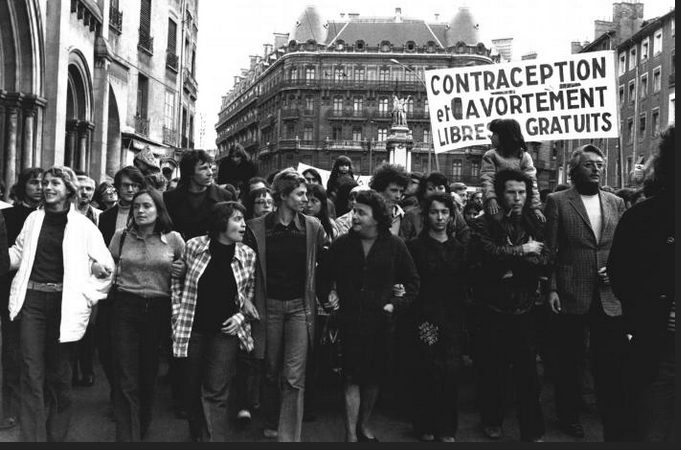 CONTRACEPTION
et AVORTEMENT
LIBRES GRATUITS